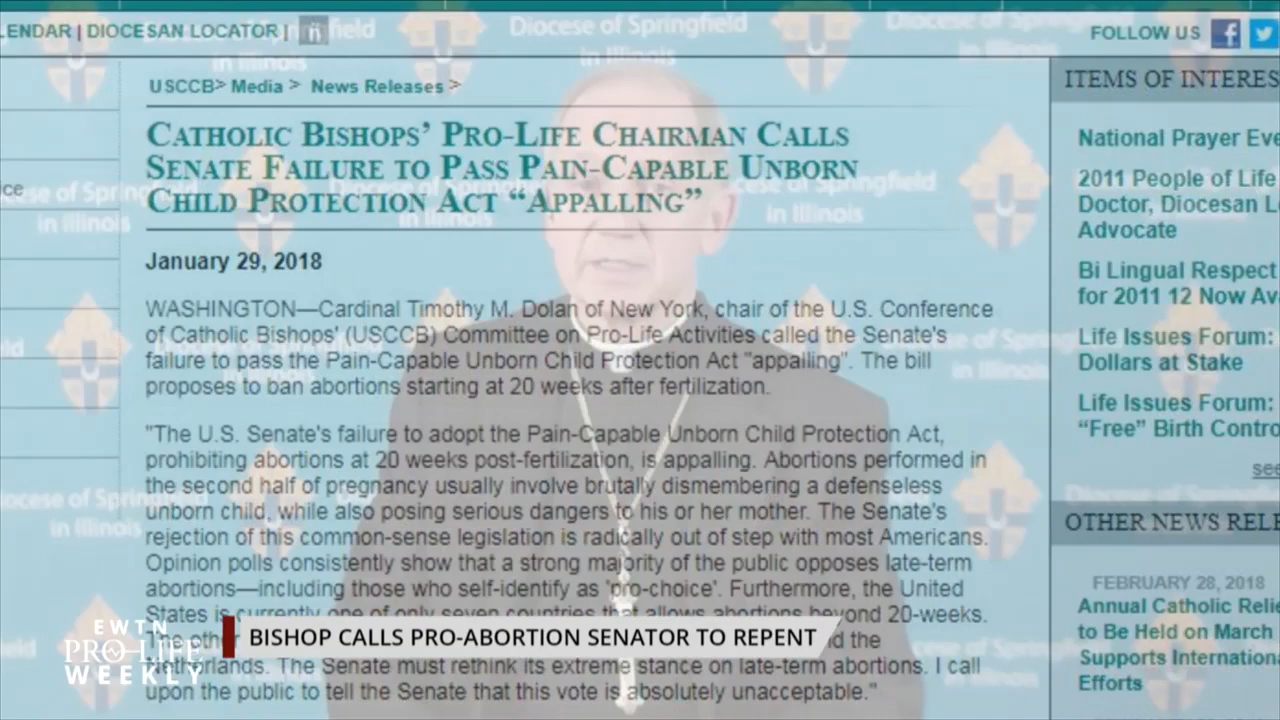 LENDAR | DIOCESAN LOCATOR |
FOLLOW US
USCCB> Media > News Releases >
CATHOLIC BISHOPS' PRO-LIFE CHAIRMAN CALLS
SENATE FAILURE TO PASS PAIN-CAPABLE UNBORN
CHILD PROTECTION ACT “APPALLING”
January 29, 2018
WASHINGTON—Cardinal Timothy M. Dolan of New York, chair of the U.S. Conference
of Catholic Bishops' (USCCB) Committee on Pro-Life Activities called the Senate's
failure to pass the Pain-Capable Unborn Child Protection Act "appalling". The bill
proposes to ban abortions starting at 20 weeks after fertilization.
"The U.S. Senate's failure to adopt the Pain-Capable Unborn Child Protection Act,
prohibiting abortions at 20 weeks post-fertilization, is appalling. Abortions performed in
the second half of pregnancy usually involve brutally dismembering a defenseless
unborn child, while also posing serious dangers to his or her mother. The Senate's
rejection of this common-sense legislation is radically out of step with most Americans.
Opinion polls consistently show that a strong majority of the public opposes late-term
abortions—including those who self-identify as 'pro-choice'. Furthermore, the United
States is currently one of only seven countries that allows abortions beyond 20-weeks.
The other
d the
Netherlands. The Senate must rethink its extreme stance on late-term abortions. I call
upon the public to tell the Senate that this vote is absolutely unacceptable."
ITEMS OF INTERES
National Prayer Eve
2011 People of Life
Doctor, Diocesan L
Advocate
Bi Lingual Respect
for 2011 12 Now Av
Life Issues Forum:
Dollars at Stake
Life Issues Forum:
“Free” Birth Contro
see
OTHER NEWS REL
FEBRUARY 28, 2018
Annual Catholic Relie
to Be Held on March
Supports Internation
Efforts
Diocese of Springfield
in Illinois
EWTN
PRO-LIFE
WEEKLY
BISHOP CALLS PRO-ABORTION SENATOR TO REPENT